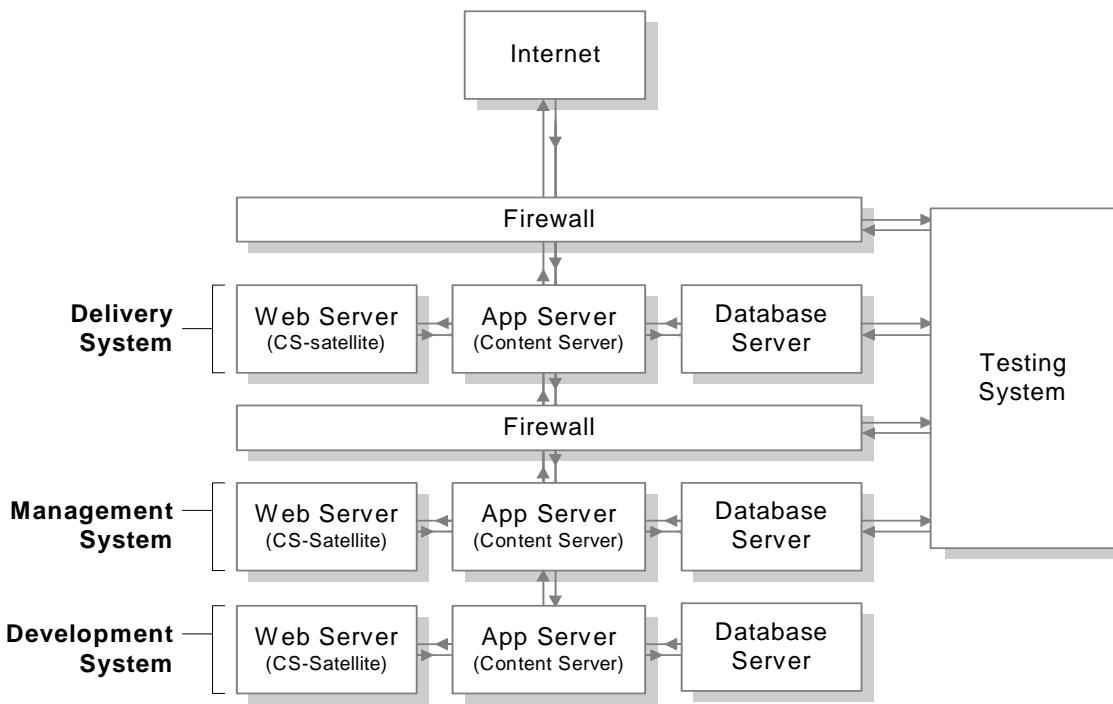 Internet
Firewall
Delivery
System
Web Server
(CS-satellite)
App Server
(Content Server)
Database
Server
Testing
System
Firewall
Management
System
Web Server
(CS-Satellite)
App Server
(Content Server)
Database
Server
Development
System
Web Server
(CS-Satellite)
App Server
(Content Server)
Database
Server